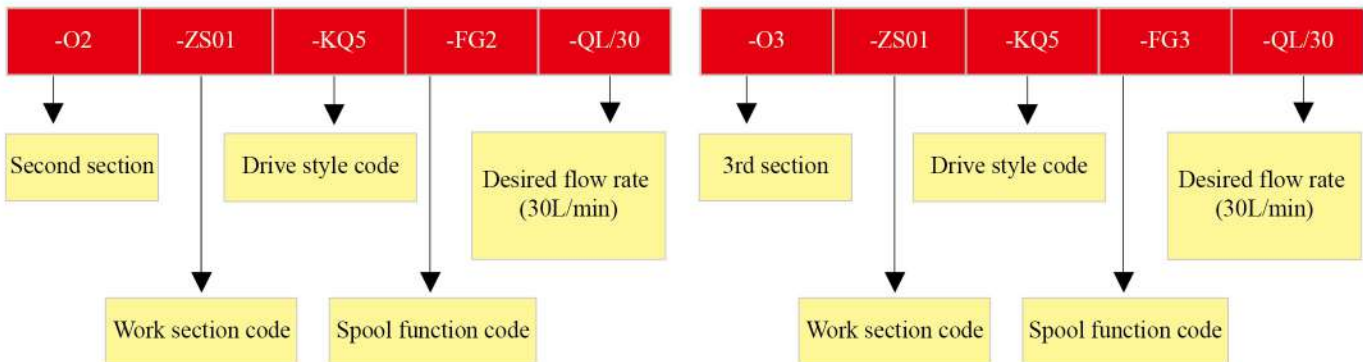 -O2 -ZS01 -KQ5 -FG2 -QL/30
Second section
Drive style code
Desired flow rate
(30L/min)
Work section code
Spool function code
-O3 -ZS01 -KQ5 -FG3 -QL/30
3rd section
Drive style code
Desired flow rate
(30L/min)
Work section code
Spool function code